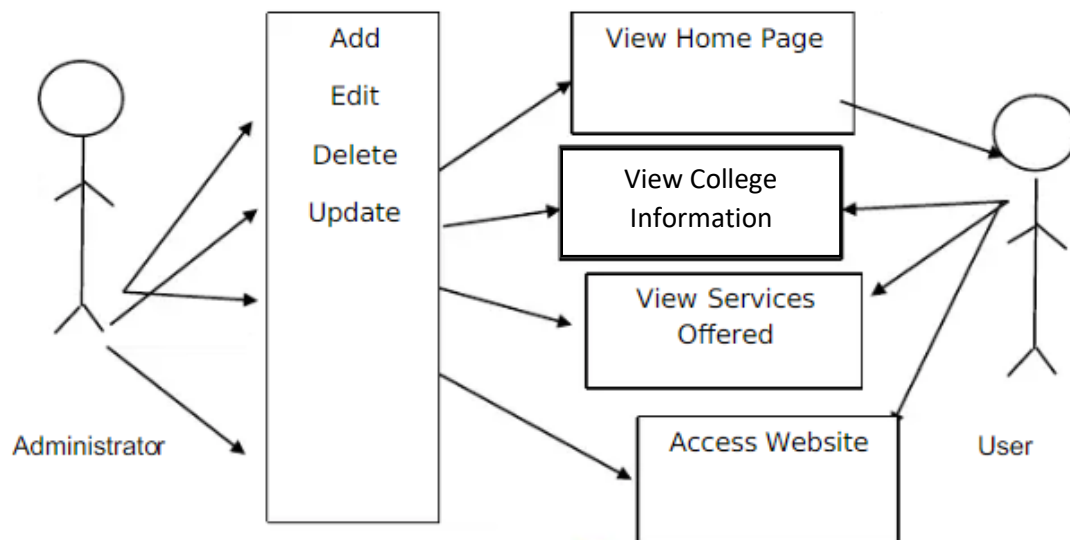 Add
Edit
Delete
Update
View Home Page
View College
Information
View Services
Offered
Access Website
Administrator
User